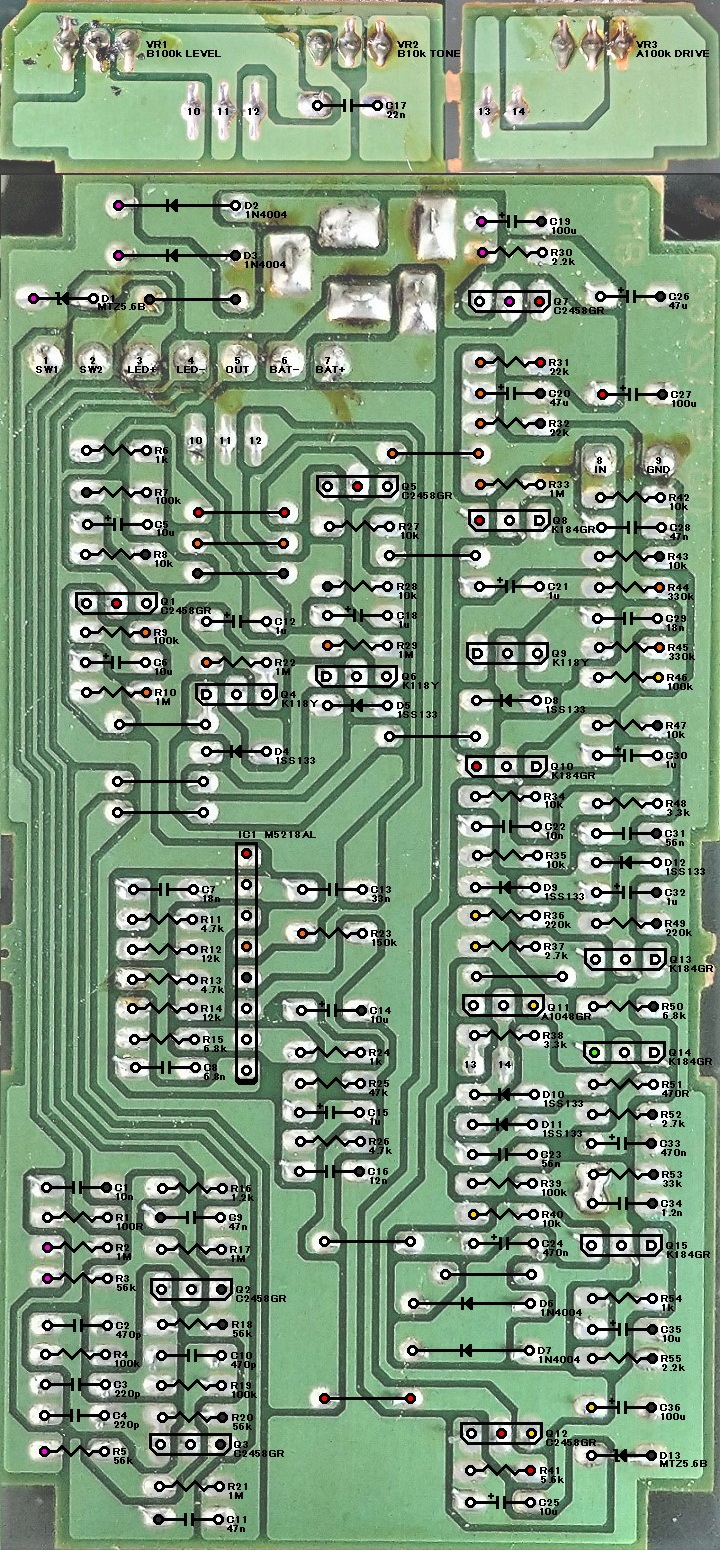 VR1
B100k LEVEL
VR2
B10k TONE
VR3
A100k DRIVE
10 11 12
C17
22n
13 14
D2
1N4004
D3
1N4004
D1
MTZ5.6B
C19
100u
R30
2.2k
Q7
C2458GR
C26
47u
1
SW1
2
SW2
3
LED+
4
LED-
5
OUT
6
BAT-
7
BAT+
R31
22k
C20
47u
R32
22k
C27
100u
10 11 12
8
IN
9
GND
R6
1k
R7
100k
C5
10u
R8
10k
Q5
C2458GR
R27
10k
R33
1M
Q8
K184GR
R42
10k
C28
47n
R43
10k
Q1
C2458GR
R9
100k
C6
10u
R10
1M
C12
1u
R22
1M
Q4
K118Y
D4
1SS133
R28
10k
C18
1u
R29
1M
Q6
K118Y
D5
1SS133
C21
1u
Q9
K118Y
D8
1SS133
Q10
K184GR
R44
330k
C29
18n
R45
330k
R46
100k
R47
10k
C30
1u
IC1 M5218AL
R34
10k
C22
10n
R35
10k
D9
1SS133
R36
220k
R37
2.7k
R48
3.3k
C31
56n
D12
1SS133
C32
1u
R49
220k
Q13
K184GR
C7
18n
R11
4.7k
R12
12k
R13
4.7k
R14
12k
R15
6.8k
C8
6.8n
C13
33n
R23
150k
C14
10u
R24
1k
R25
47k
C15
1u
R26
4.7k
C16
12n
Q11
A1048GR
R38
3.3k
13 14
R50
6.8k
Q14
K184GR
D10
1SS133
D11
1SS133
C23
56n
R39
100k
R40
10k
C24
470n
R51
470R
R52
2.7k
C33
470n
R53
33k
C34
1.2n
Q15
K184GR
C1
10n
R1
100R
R2
1M
R3
56k
C2
470p
R4
100k
C3
220p
C4
220p
R5
56k
R16
1.2k
C9
47n
R17
1M
Q2
C2458GR
R18
56k
C10
470p
R19
100k
R20
56k
Q3
C2458GR
R21
1M
C11
47n
D6
1N4004
D7
1N4004
R54
1k
C35
10u
R55
2.2k
C36
100u
Q12
C2458GR
R41
5.6k
C25
10u
D13
MTZ5.6B